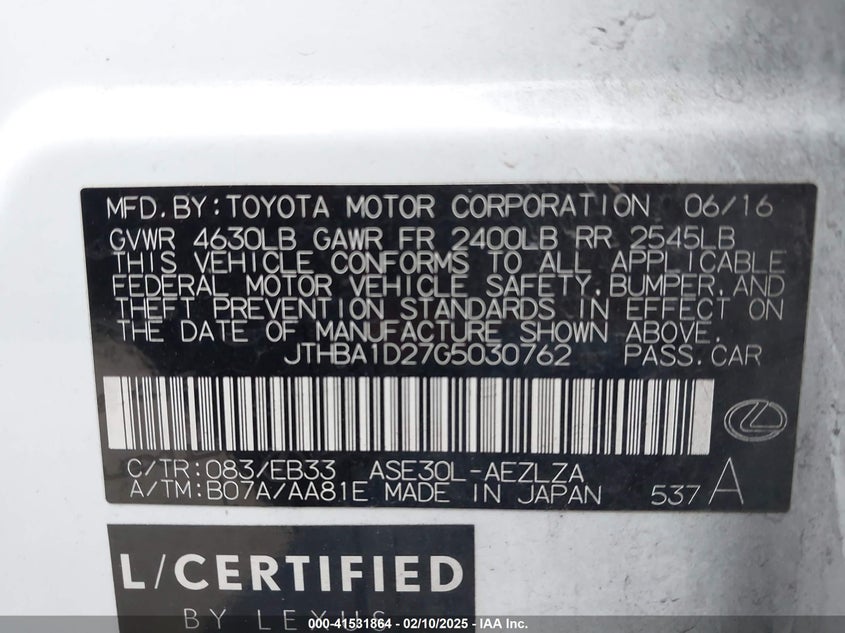 MFD.BY:TOYOTA MOTOR CORPORATION 06/16
GVWR 4630LB GAWR FR 2400LB RR 2545LB
THIS VEHICLE CONFORMS TO ALL APPLICABLE
FEDERAL MOTOR VEHICLE SAFETY,BUMPER,AND
THEFT PREVENTION STANDARDS IN EFFECT ON
THE DATE OF MANUFACTURE SHOWN ABOVE.
JTHBA1D27G5030762 PASS.CAR
C/TR:083/EB33 ASE30L-AEZLZA
A/TM:B07A/AA81E MADE IN JAPAN 537 A
L/CERTIFIED
BY LEXUS
000-41531864 - 02/10/2025 - IAA Inc.